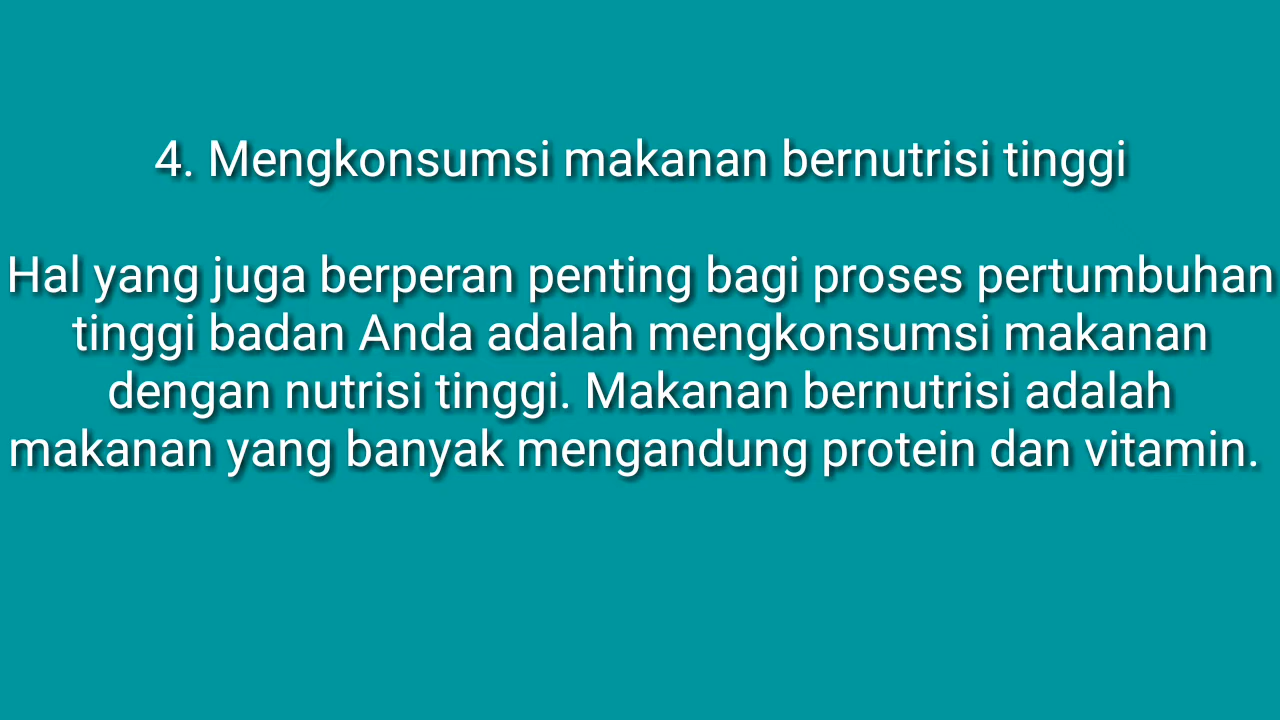 4. Mengkonsumsi makanan bernutrisi tinggi
Hal yang juga berperan penting bagi proses pertumbuhan
tinggi badan Anda adalah mengkonsumsi makanan
dengan nutrisi tinggi. Makanan bernutrisi adalah
makanan yang banyak mengandung protein dan vitamin.